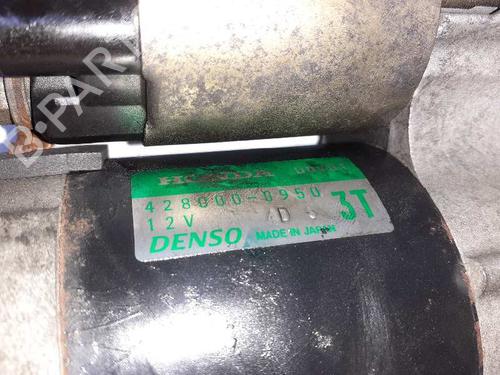 HONDA
428000-0950
12V D 3T
DENSO MADE IN JAPAN